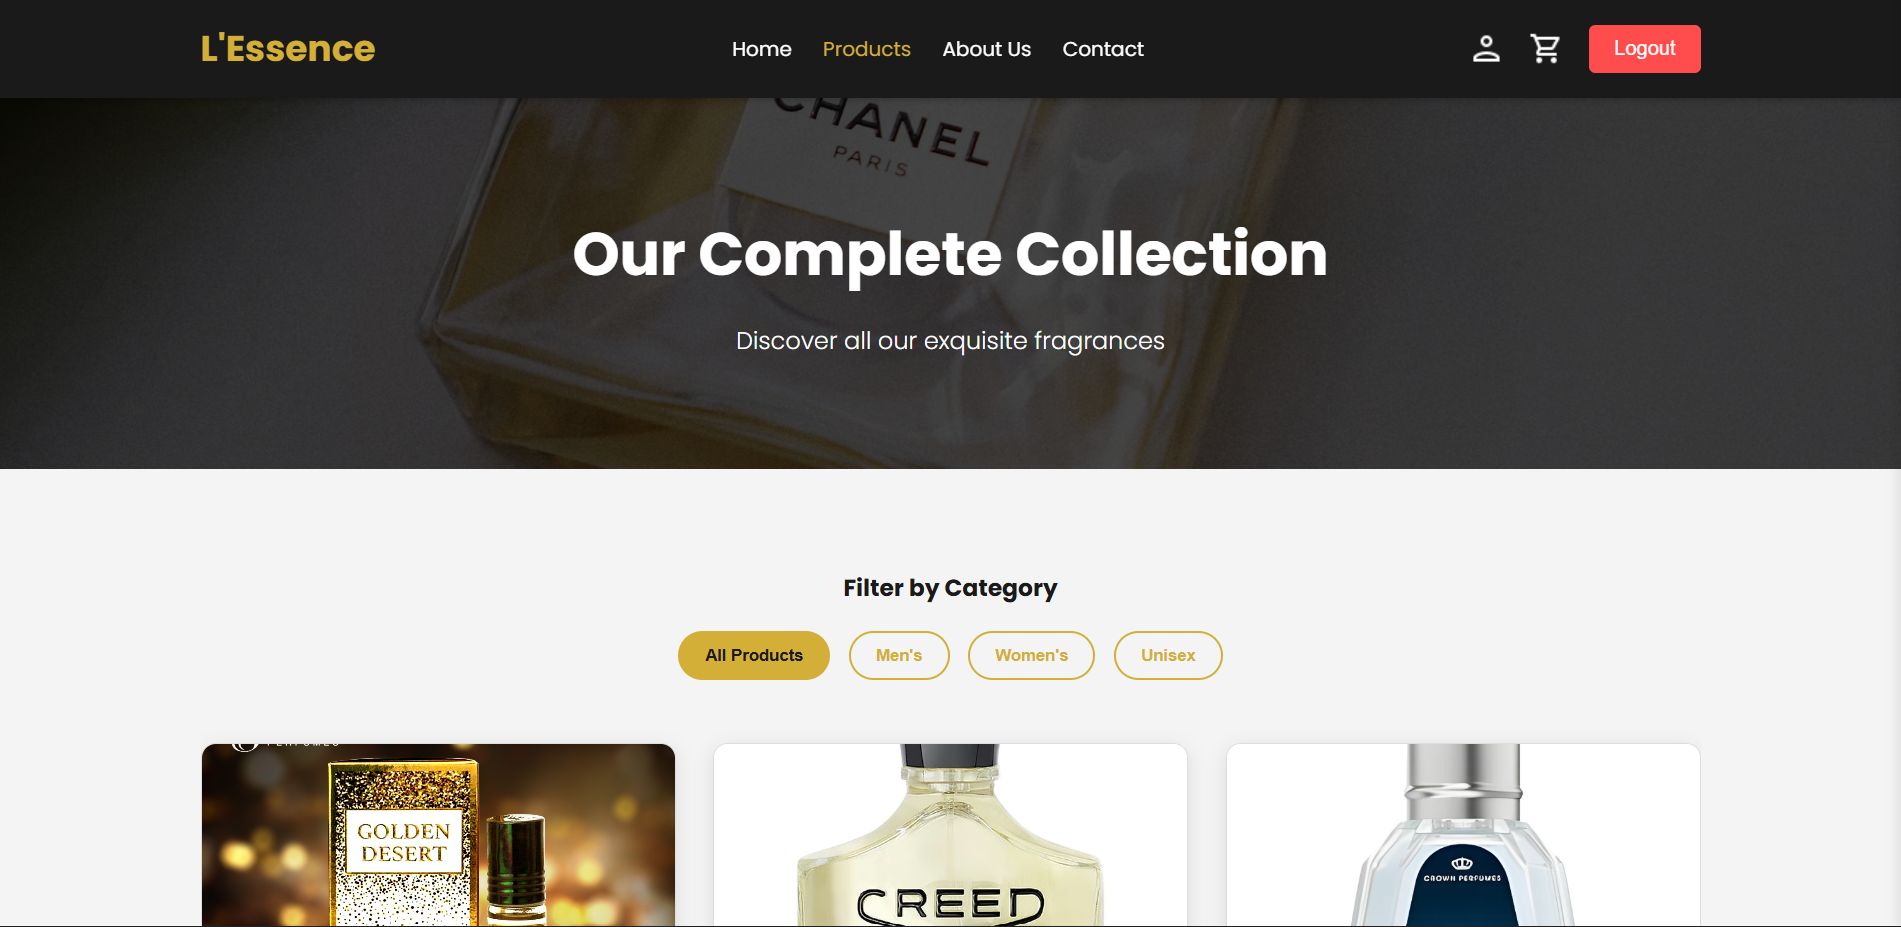 L'Essence
Home
Products
About Us
Contact
Logout
CHANEL
PARIS
Our Complete Collection
Discover all our exquisite fragrances
Filter by Category
All Products
Men's
Women's
Unisex
PERFUMES
GOLDEN
DESERT
CREED
CROWN PERFUMES